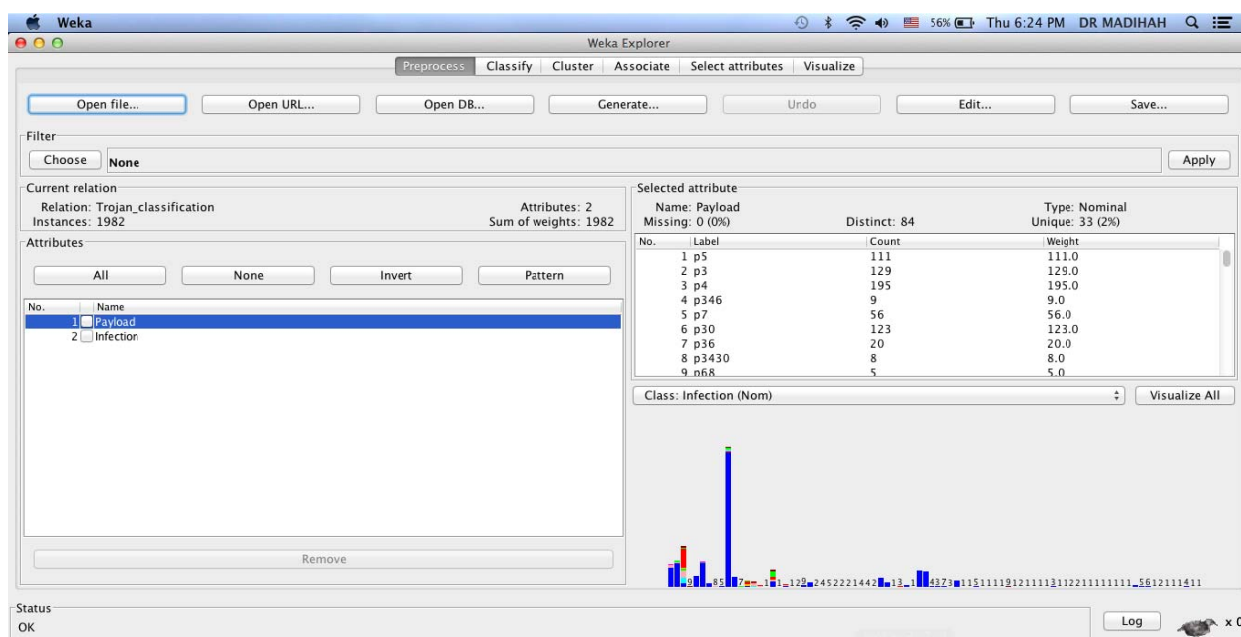 Weka
56%
Thu 6:24 PM DR MADIHAH
Weka Explorer
Preprocess Classify Cluster Associate Select attributes Visualize
Open file... Open URL... Open DB... Generate... Undo Edit... Save...
Filter
Choose None Apply
Current relation
Relation: Trojan_classification Attributes: 2
Instances: 1982 Sum of weights: 1982
Attributes
All None Invert Pattern
No. Name
1 Payload
2 Infection
Remove
Selected attribute
Name: Payload Type: Nominal
Missing: 0 (0%) Distinct: 84 Unique: 33 (2%)
No. Label Count Weight
1 p5 111 111.0
2 p3 129 129.0
3 p4 195 195.0
4 p346 9 9.0
5 p7 56 56.0
6 p30 123 123.0
7 p36 20 20.0
8 p3430 8 8.0
9 p68 5 5.0
Class: Infection (Nom) Visualize All
Status
OK
Log x 0